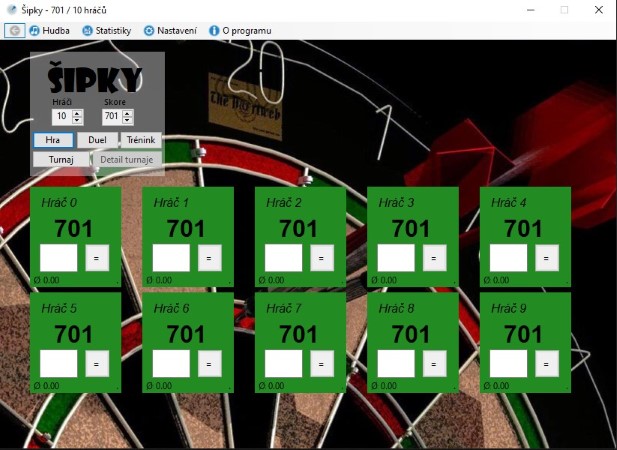 Šipky - 701 / 10 hráčů
Hudba Statistiky Nastavení O programu
20
1
ŠIPKY
Hráči Skore
10 701
Hra Duel Trénink
Turnaj Detail turnaje
Hráč 0 Hráč 1 Hráč 2 Hráč 3 Hráč 4
701 701 701 701 701
= = = = =
Ø 0.00 Ø 0.00 Ø 0.00 Ø 0.00 Ø 0.00
Hráč 5 Hráč 6 Hráč 7 Hráč 8 Hráč 9
701 701 701 701 701
= = = = =
Ø 0.00 Ø 0.00 Ø 0.00 Ø 0.00 Ø 0.00